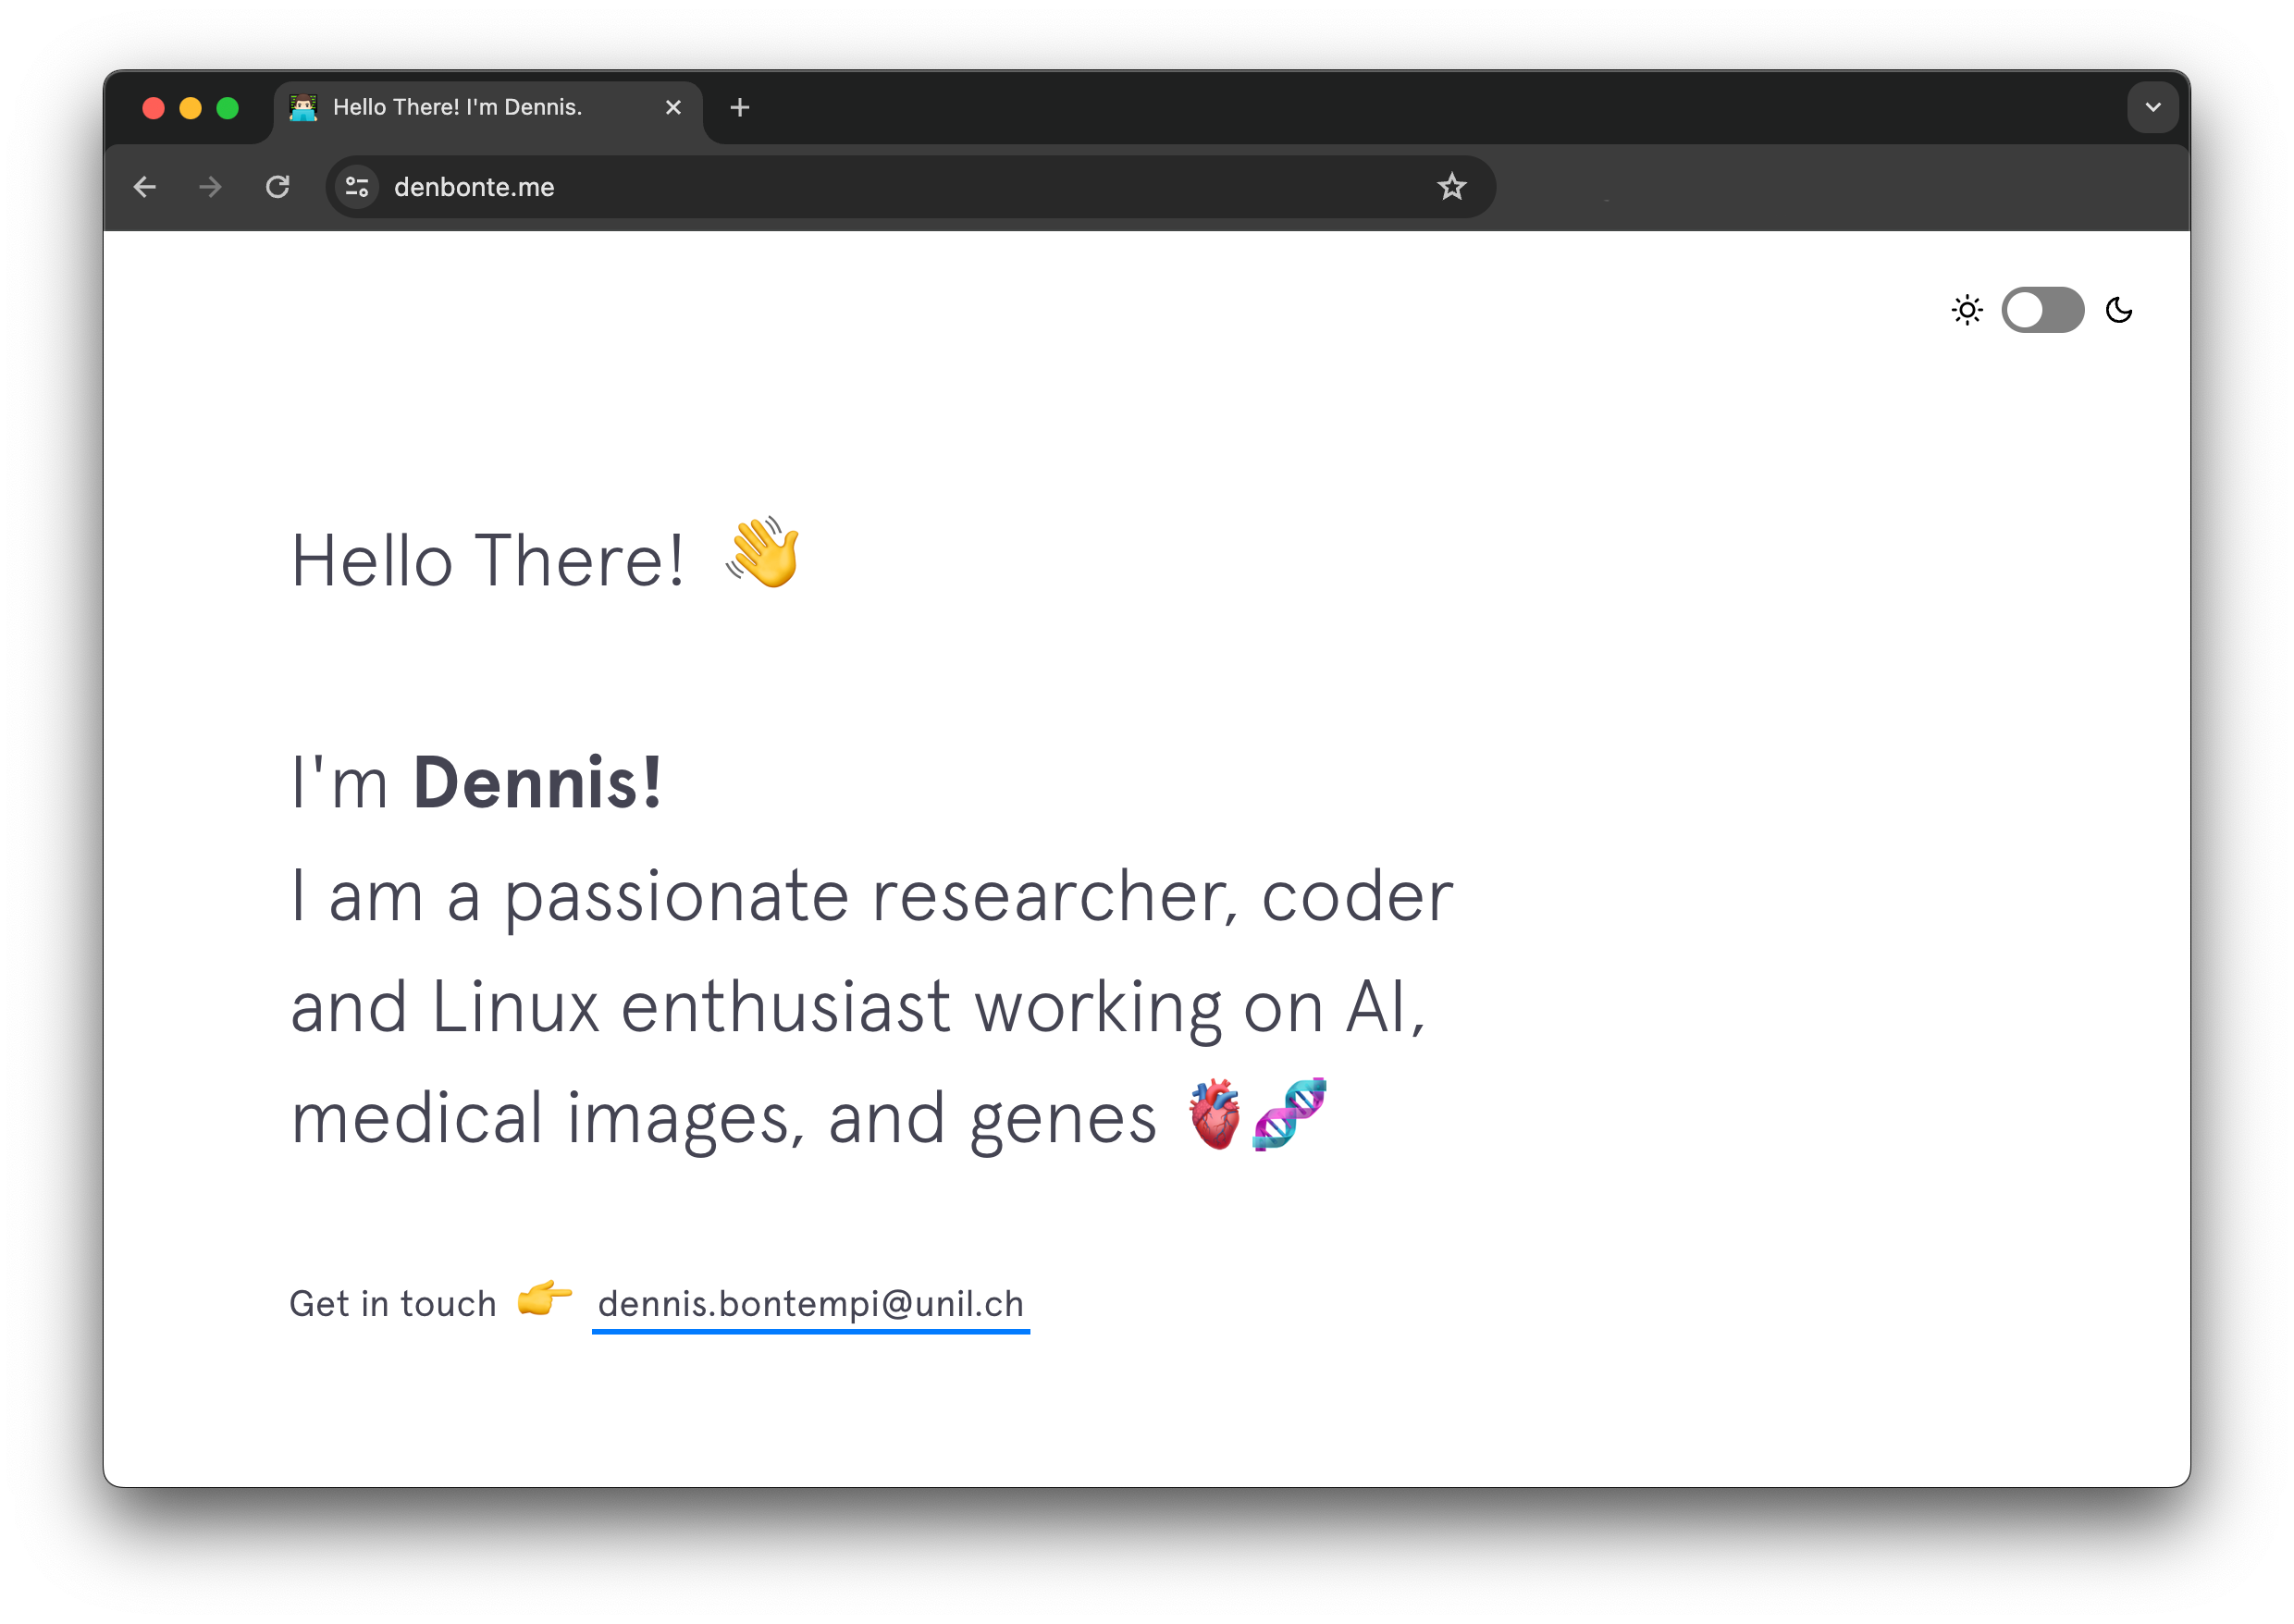 Hello There! I'm Dennis.
denbonte.me
Hello There! 👋
I'm Dennis!
I am a passionate researcher, coder
and Linux enthusiast working on AI,
medical images, and genes 🫀🧬
Get in touch 👉 dennis.bontempi@unil.ch